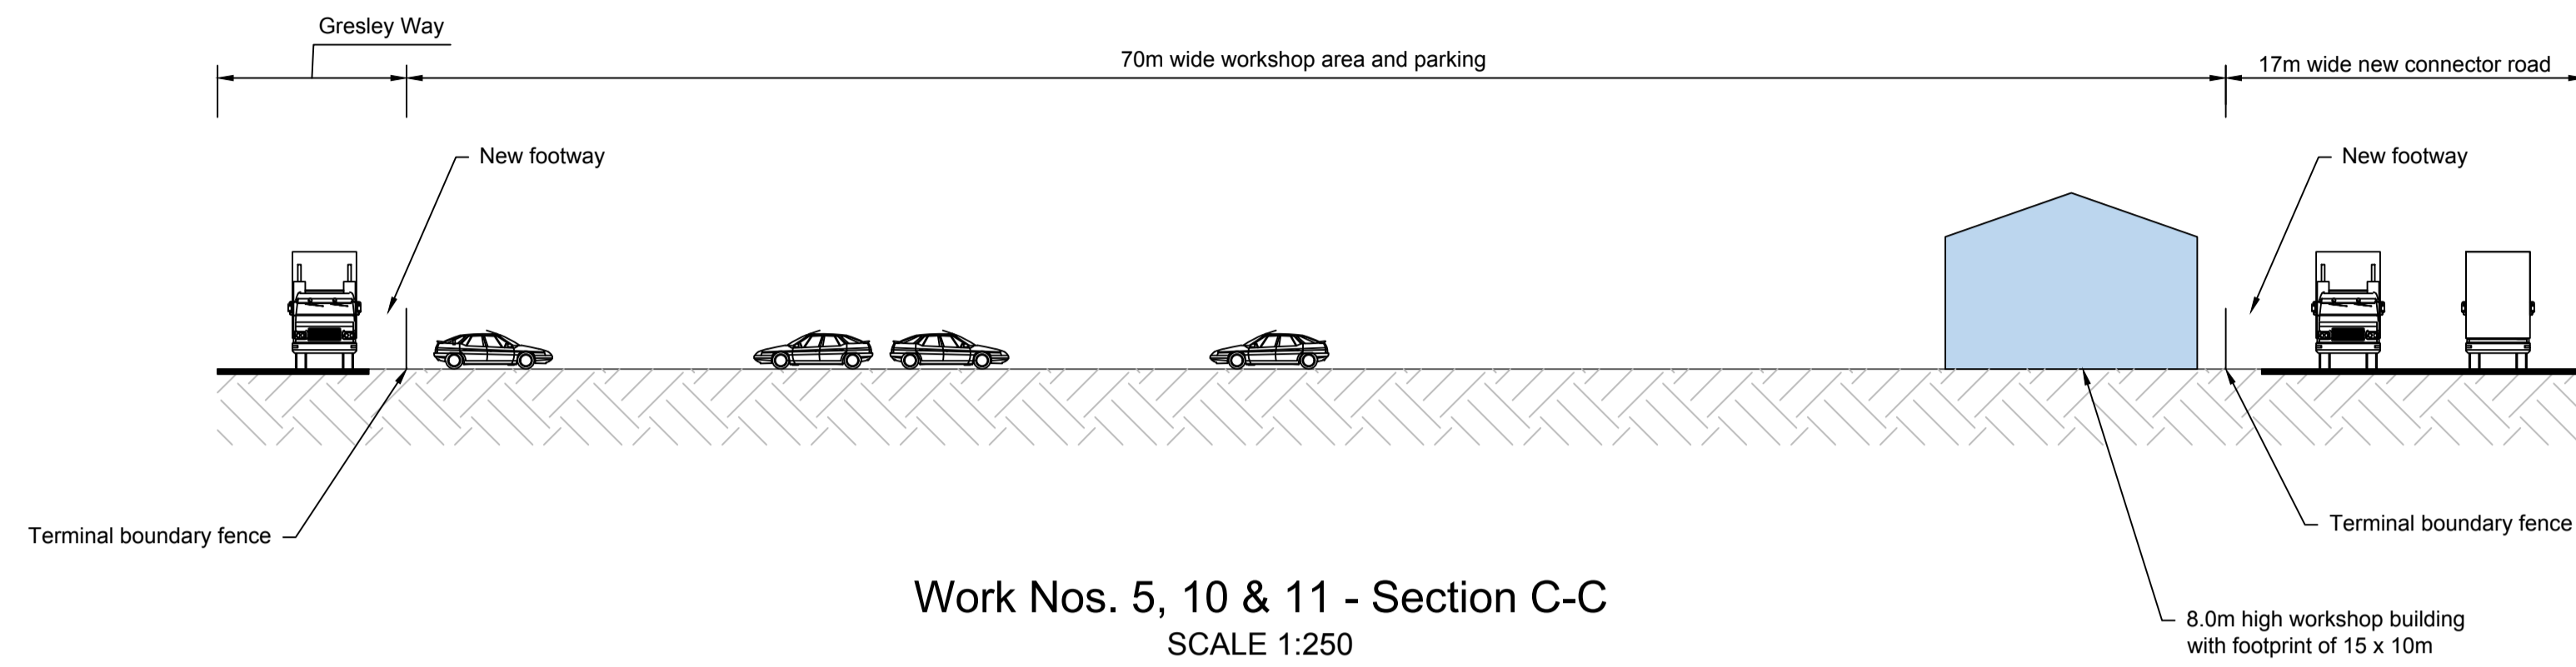 Gresley Way
70m wide workshop area and parking
17m wide new connector road
New footway
New footway
Terminal boundary fence
Terminal boundary fence
Work Nos. 5, 10 & 11 - Section C-C
SCALE 1:250
8.0m high workshop building
with footprint of 15 x 10m